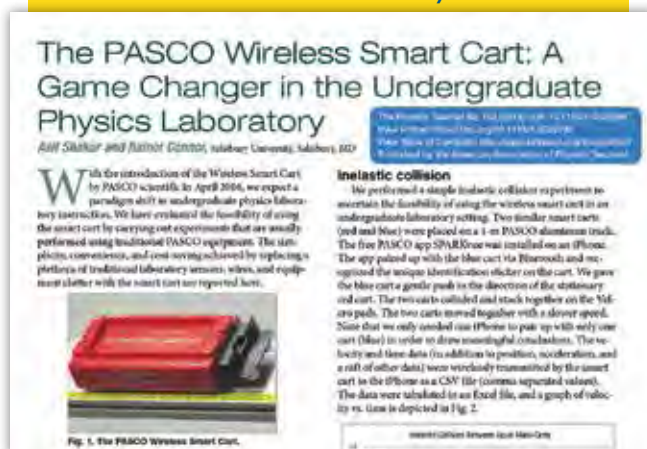 The PASCO Wireless Smart Cart: A
Game Changer in the Undergraduate
Physics Laboratory
and Rainor Connor, Salisbury University, Salisbury, MD
With the introduction of the Wireless Smart Cart
by PASCO scientific in April 2016, we expect a
paradigm shift in undergraduate physics labora-
tory instruction. We have evaluated the feasibility of using
the smart cart by carrying out experiments that are usually
performed using traditional PASCO equipment. The sim-
plicity, convenience, and cost saving achieved by replacing a
plethora of traditional laboratory sensors, wires, and equip-
ment clutter with the smart cart are reported here.
Fig. 1. The PASCO Wireless Smart Cart.
Inelastic collision
We performed a simple inelastic collision experiment to
ascertain the feasibility of using the wireless smart cart in an
undergraduate laboratory setting. Two similar smart carts
(red and blue) were placed on a 1-m PASCO aluminum track.
The free PASCO app SPARKvue was installed on an iPhone.
The app paired up with the blue cart via Bluetooth and rec-
ognized the unique identification sticker on the cart. We gave
the blue cart a gentle push in the direction of the stationary
red cart. The two carts collided and stuck together on the Vel-
cro pads. The two carts moved together with a slower speed.
Note that we only needed one iPhone to pair up with only one
cart (blue) in order to draw meaningful conclusions. The ve-
locity and time data (in addition to position, acceleration, and
a raft of other data) were wirelessly transmitted by the smart
cart to the iPhone as a CSV file (comma separated values).
The data were tabulated in an Excel file, and a graph of veloc-
ity vs. time is depicted in Fig. 2.